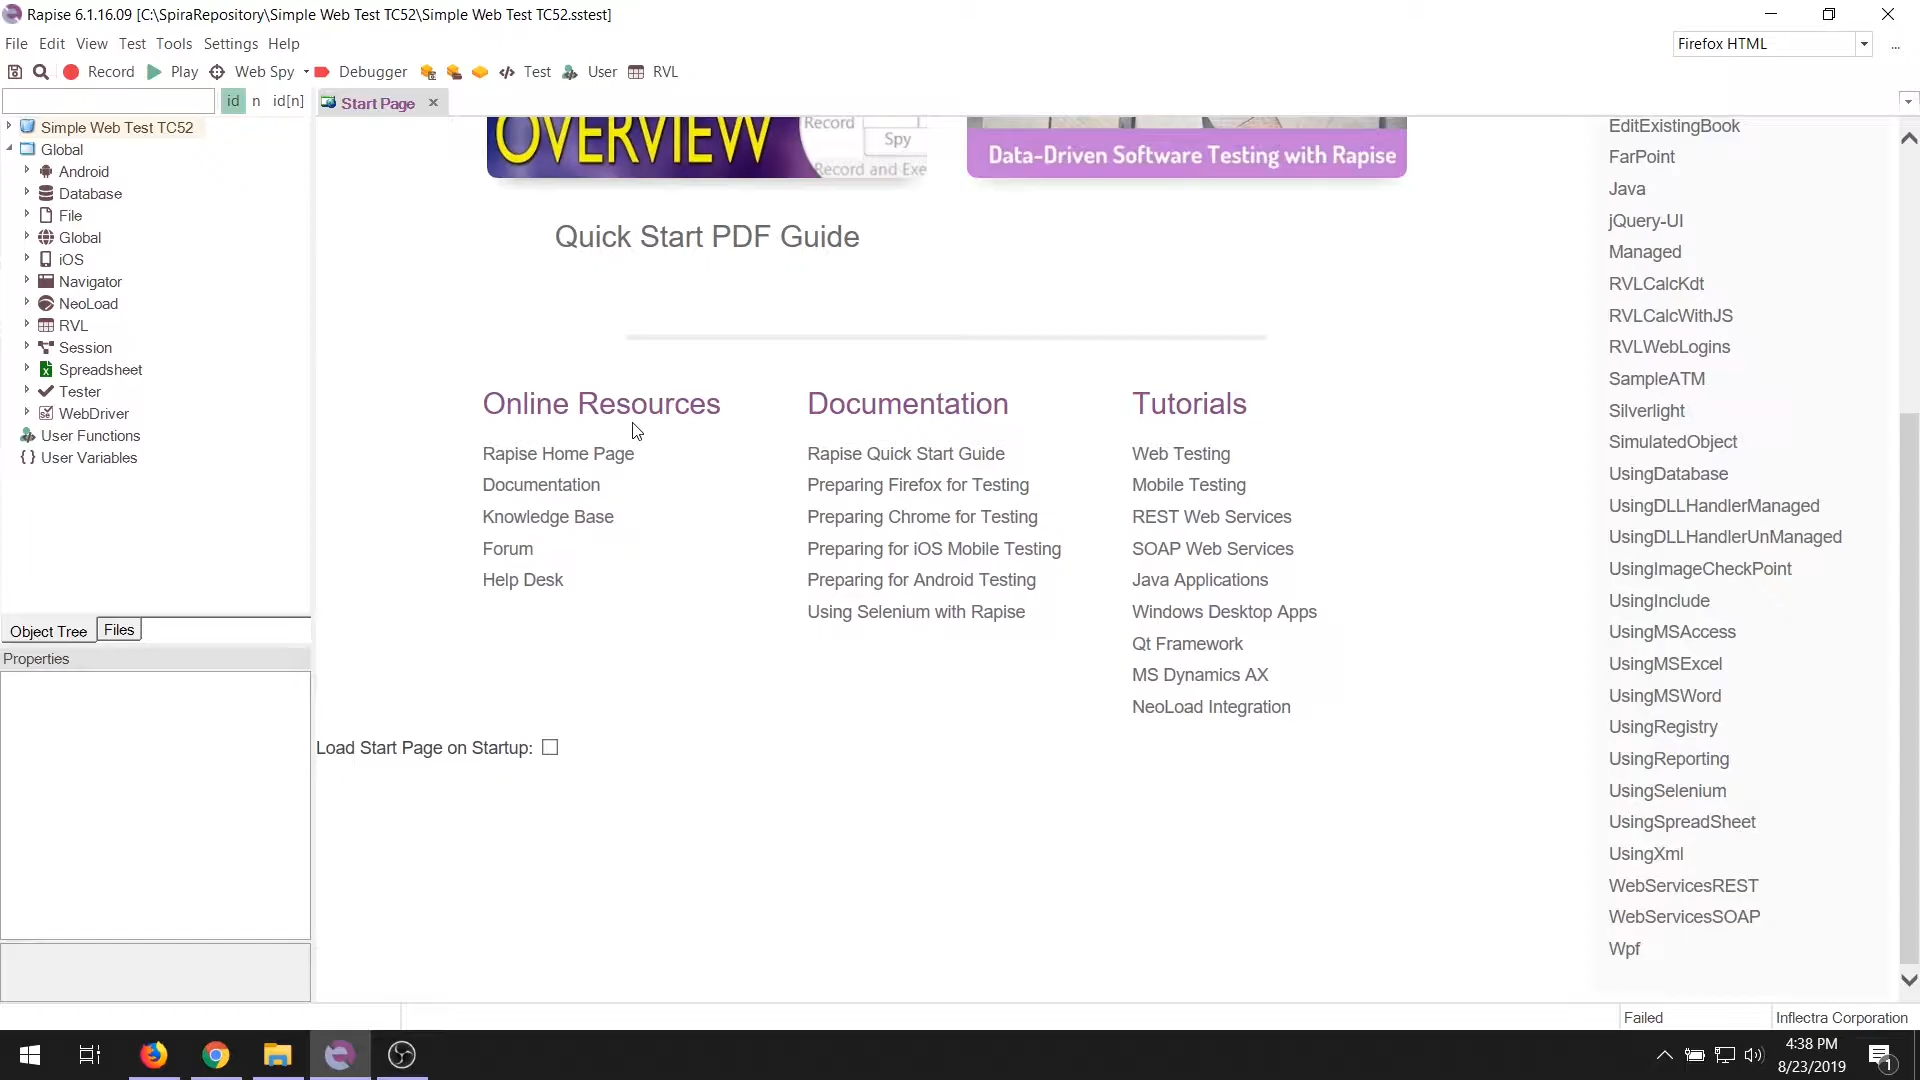 Rapise 6.1.16.09 [C:\SpiraRepository\Simple Web Test TC52\Simple Web Test TC52.sstest]
File Edit View Test Tools Settings Help
Firefox HTML
...
Record Play Web Spy Debugger Test User RVL
id n id[n]
Start Page
Simple Web Test TC52
Global
Android
Database
File
Global
iOS
Navigator
NeoLoad
RVL
Session
Spreadsheet
Tester
WebDriver
User Functions
{} User Variables
Object Tree Files
Properties
OVERVIEW
Record
Spy
Record and Exe
Data-Driven Software Testing with Rapise
Quick Start PDF Guide
Online Resources
Rapise Home Page
Documentation
Knowledge Base
Forum
Help Desk
Documentation
Rapise Quick Start Guide
Preparing Firefox for Testing
Preparing Chrome for Testing
Preparing for iOS Mobile Testing
Preparing for Android Testing
Using Selenium with Rapise
Tutorials
Web Testing
Mobile Testing
REST Web Services
SOAP Web Services
Java Applications
Windows Desktop Apps
Qt Framework
MS Dynamics AX
NeoLoad Integration
Load Start Page on Startup:
EditExistingBook
FarPoint
Java
jQuery-UI
Managed
RVLCalcKdt
RVLCalcWithJS
RVLWebLogins
SampleATM
Silverlight
SimulatedObject
UsingDatabase
UsingDLLHandlerManaged
UsingDLLHandlerUnManaged
UsingImageCheckPoint
UsingInclude
UsingMSAccess
UsingMSExcel
UsingMSWord
UsingRegistry
UsingReporting
UsingSelenium
UsingSpreadSheet
UsingXml
WebServicesREST
WebServicesSOAP
Wpf
Failed
Inflectra Corporation
4:38 PM
8/23/2019
1